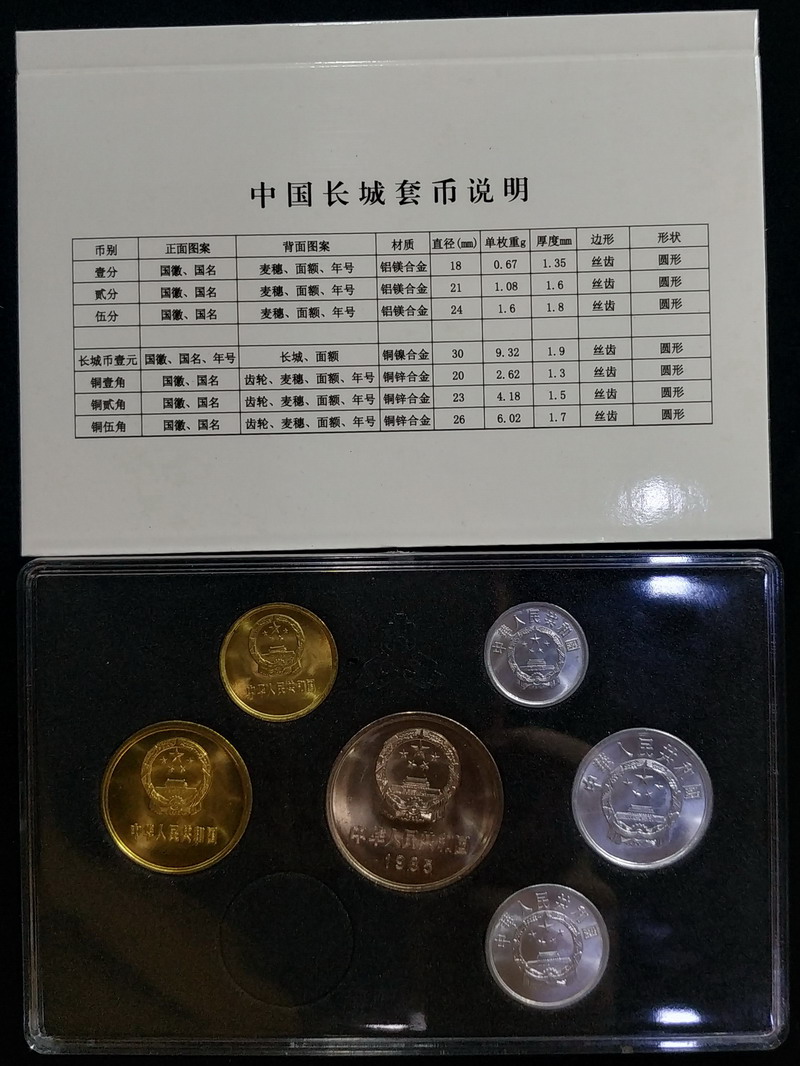 中国长城套币说明
币别 正面图案 背面图案 材质 直径(mm) 单枚重g 厚度mm 边形 形状
壹分 国徽、国名 麦穗、面额、年号 铝镁合金 18 0.67 1.35 丝齿 圆形
贰分 国徽、国名 麦穗、面额、年号 铝镁合金 21 1.08 1.6 丝齿 圆形
伍分 国徽、国名 麦穗、面额、年号 铝镁合金 24 1.6 1.8 丝齿 圆形
长城币壹元 国徽、国名、年号 长城、面额 铜镍合金 30 9.32 1.9 丝齿 圆形
铜壹角 国徽、国名 齿轮、麦穗、面额、年号 铜锌合金 20 2.62 1.3 丝齿 圆形
铜贰角 国徽、国名 齿轮、麦穗、面额、年号 铜锌合金 23 4.18 1.5 丝齿 圆形
铜伍角 国徽、国名 齿轮、麦穗、面额、年号 铜锌合金 26 6.02 1.7 丝齿 圆形
中华人民共和国
中华人民共和国
中华人民共和国
中华人民共和国
1985
中华人民共和国
中华人民共和国